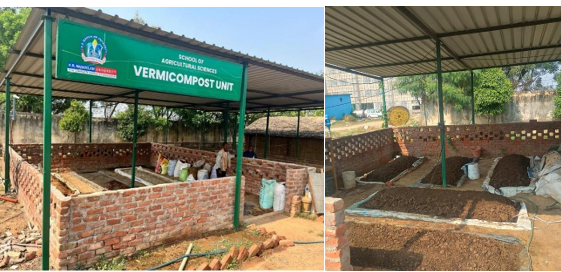 SCHOOL OF
AGRICULTURAL SCIENCES
VERMICOMPOST UNIT